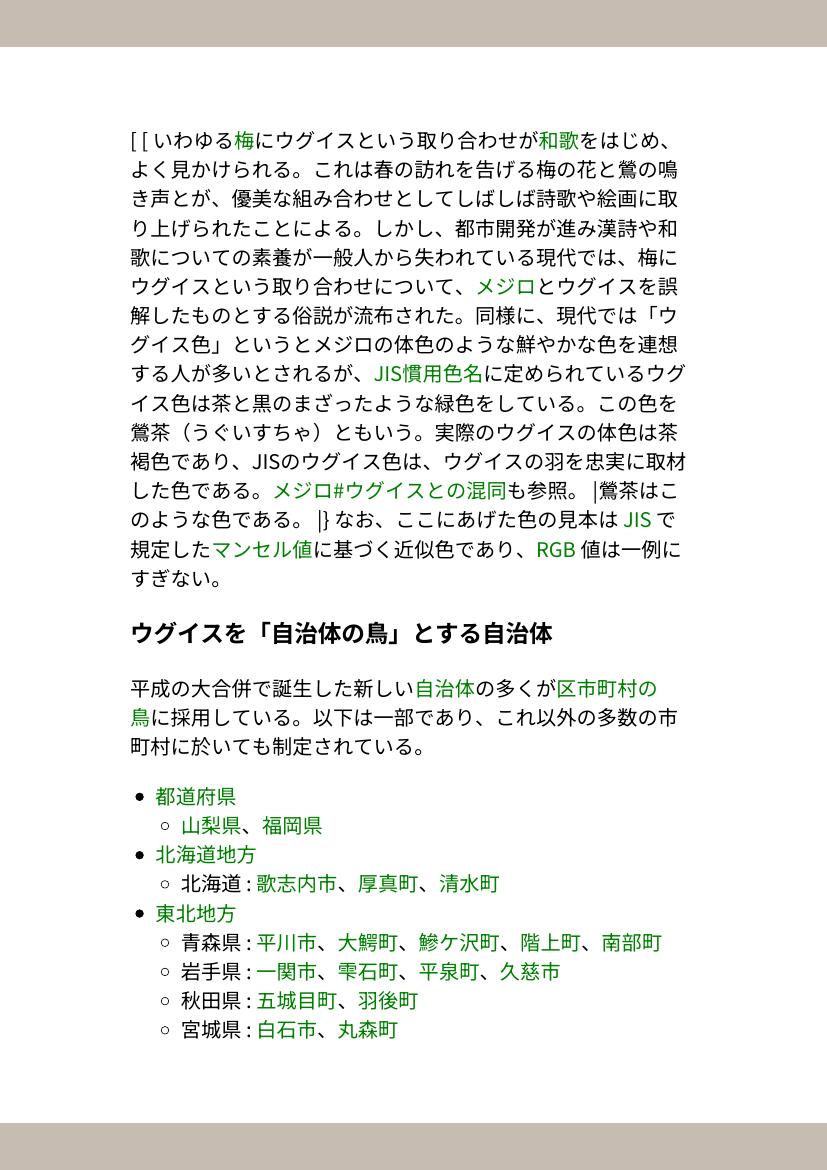 [ [ いわゆる梅にウグイスという取り合わせが和歌をはじめ、
よく見かけられる。これは春の訪れを告げる梅の花と鶯の鳴
き声とが、優美な組み合わせとしてしばしば詩歌や絵画に取
り上げられたことによる。しかし、都市開発が進み漢詩や和
歌についての素養が一般人から失われている現代では、梅に
ウグイスという取り合わせについて、メジロとウグイスを誤
解したものとする俗説が流布された。同様に、現代では「ウ
グイス色」というとメジロの体色のような鮮やかな色を連想
する人が多いとされるが、JIS慣用色名に定められているウグ
イス色は茶と黒のまざったような緑色をしている。この色を
鶯茶（うぐいすちゃ）ともいう。実際のウグイスの体色は茶
褐色であり、JISのウグイス色は、ウグイスの羽を忠実に取材
した色である。メジロ#ウグイスとの混同も参照。 |鶯茶はこ
のような色である。 |} なお、ここにあげた色の見本は JIS で
規定したマンセル値に基づく近似色であり、RGB 値は一例に
すぎない。
ウグイスを「自治体の鳥」とする自治体
平成の大合併で誕生した新しい自治体の多くが区市町村の
鳥に採用している。以下は一部であり、これ以外の多数の市
町村に於いても制定されている。
• 都道府県
◦ 山梨県、福岡県
• 北海道地方
◦ 北海道 : 歌志内市、厚真町、清水町
• 東北地方
◦ 青森県 : 平川市、大鰐町、鰺ケ沢町、階上町、南部町
◦ 岩手県 : 一関市、雫石町、平泉町、久慈市
◦ 秋田県 : 五城目町、羽後町
◦ 宮城県 : 白石市、丸森町